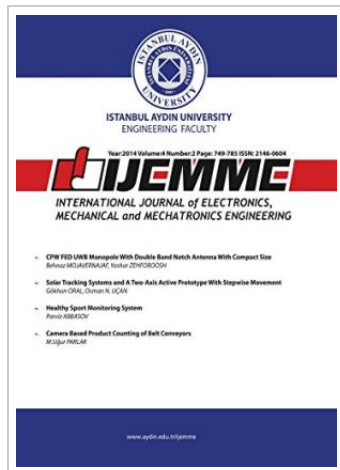 ISTANBUL AYDIN UNIVERSITY
ISTANBUL AYDIN UNIVERSITY
ENGINEERING FACULTY
Year:2014 Volume:4 Number:2 Page: 749-785 ISSN: 2146-0604
IJEMME
INTERNATIONAL JOURNAL of ELECTRONICS,
MECHANICAL and MECHATRONICS ENGINEERING
CPW FED UWB Monopole With Double Band Notch Antenna With Compact Size
Behnaz MOJAVERNAJAF, Yashar ZEHFOROOSH
Solar Tracking Systems and A Two-Axis Active Prototype With Stepwise Movement
Gökhan ORAL, Osman N. UÇAN
Healthy Sport Monitoring System
Parviz ABBASOV
Camera Based Product Counting of Belt Conveyors
M.Uğur PARLAK
www.aydin.edu.tr/ijemme